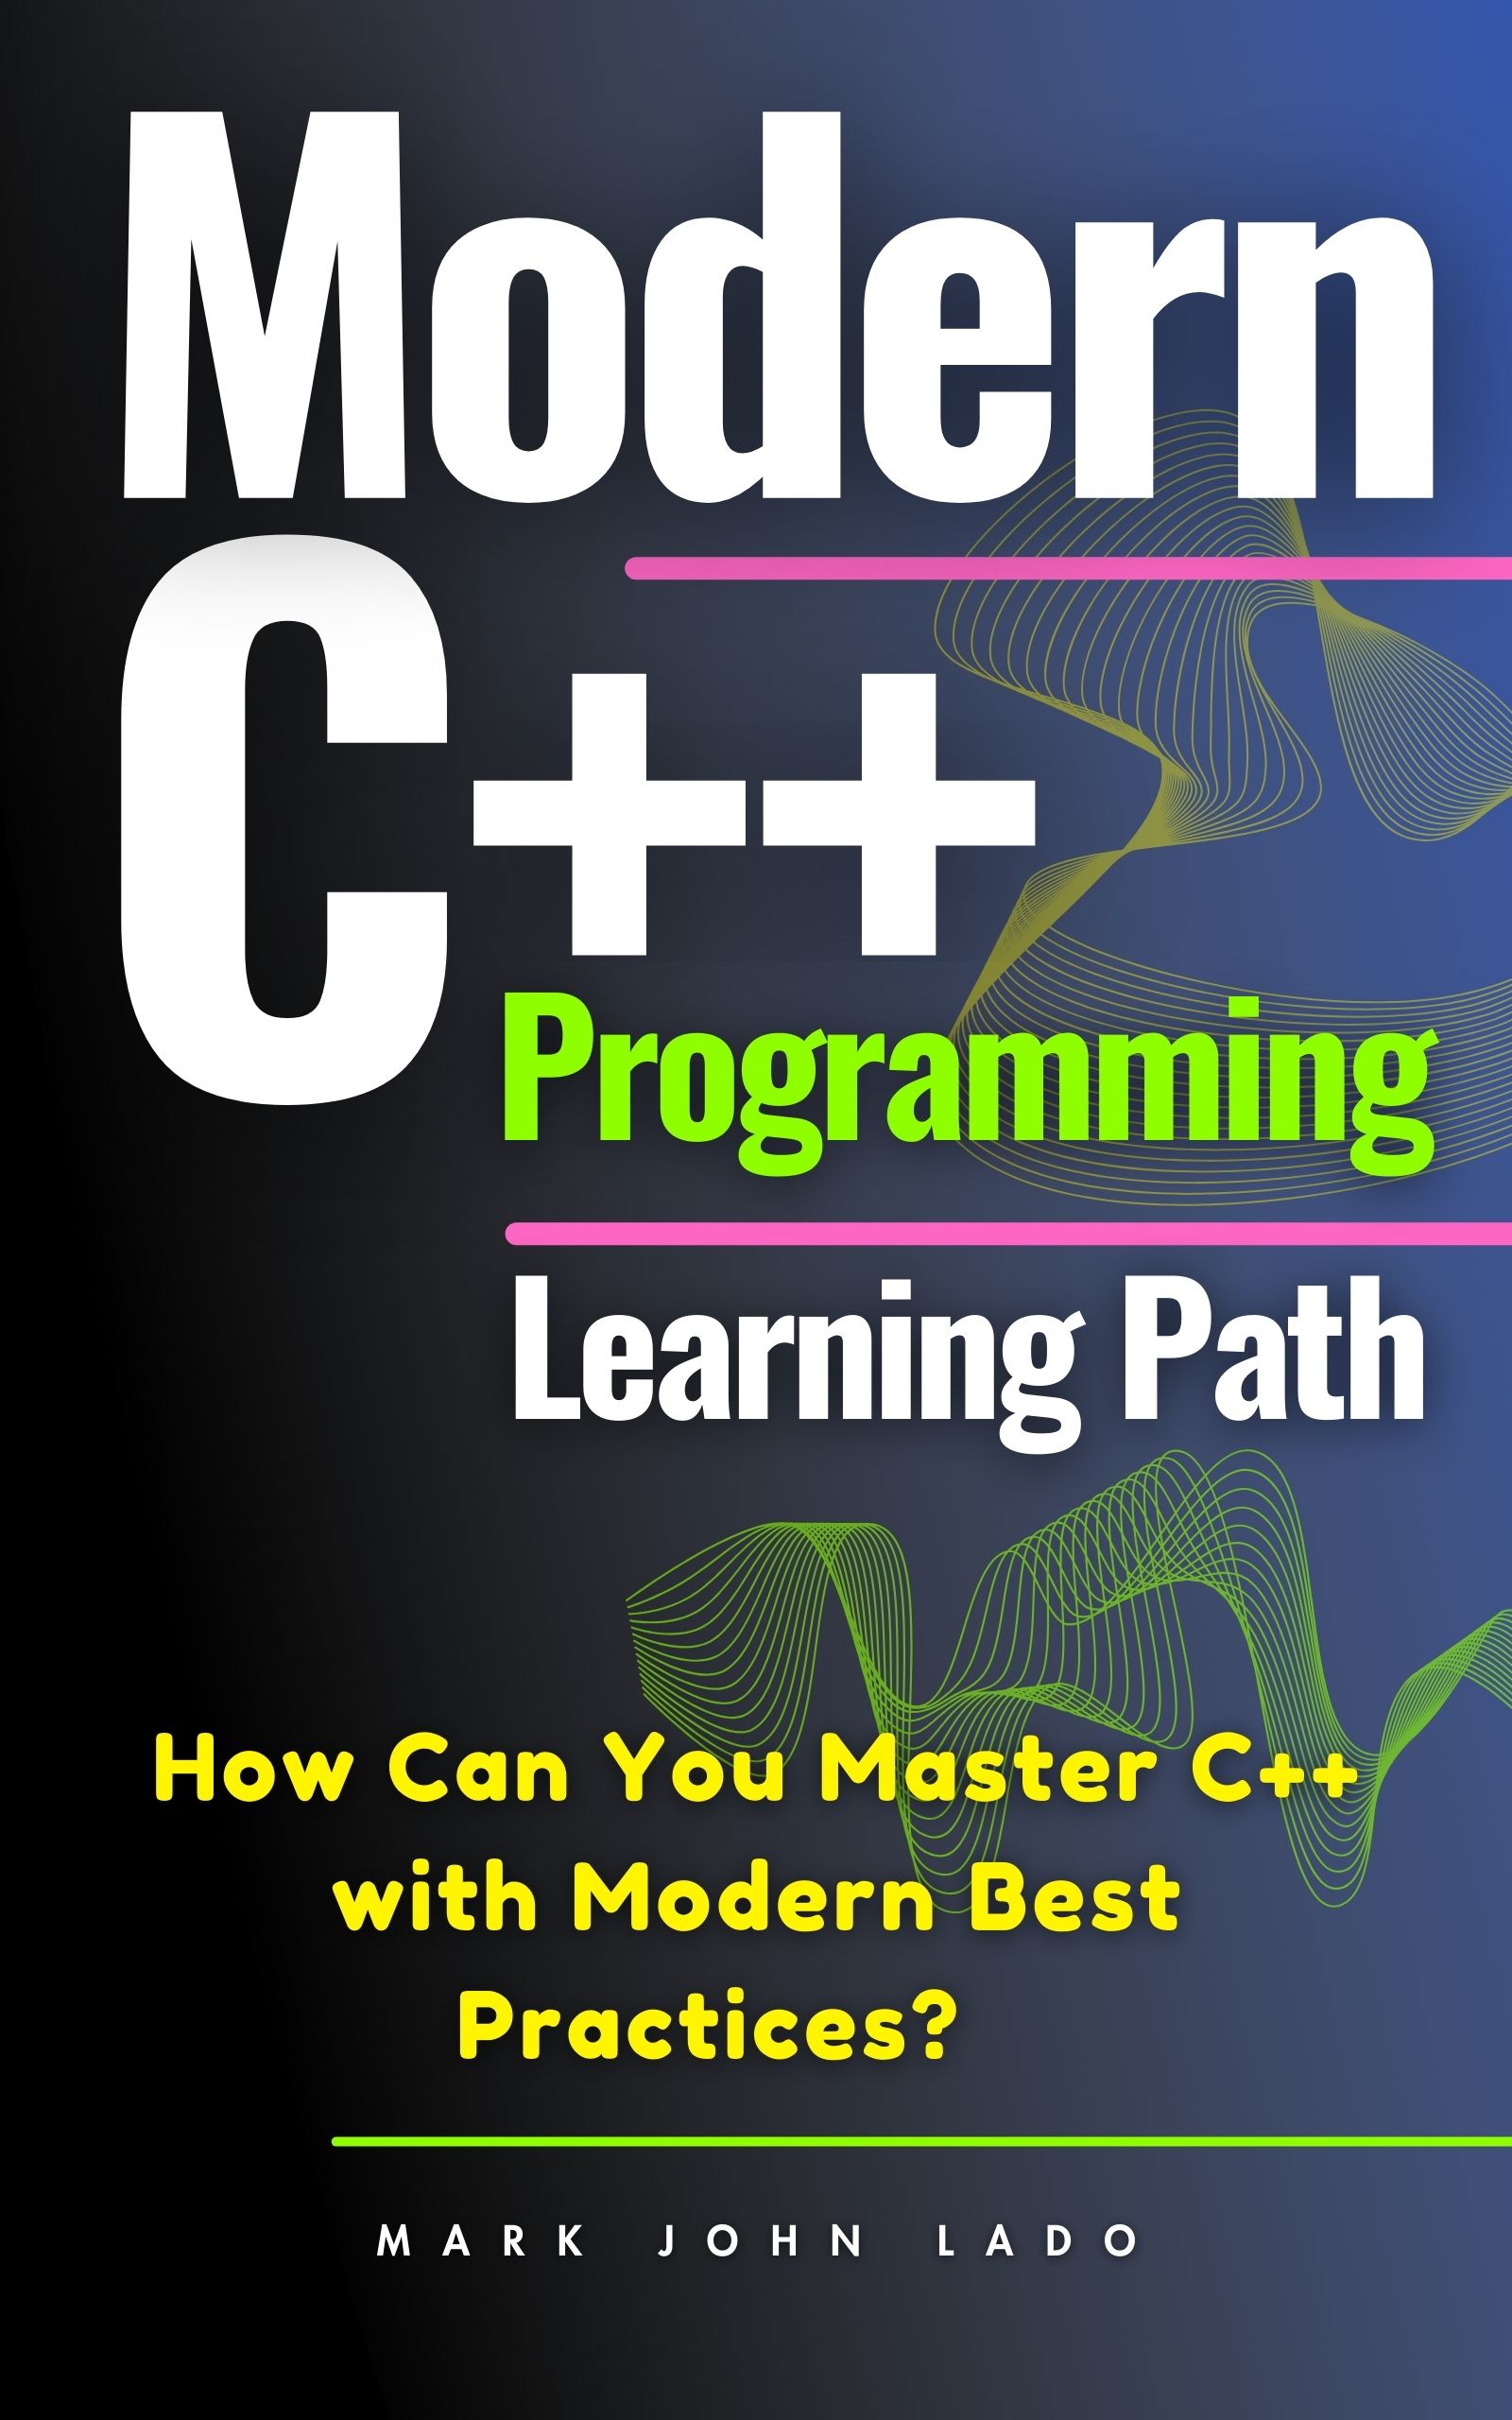 Modern
C++
Programming
Learning Path
How Can You Master C++
with Modern Best
Practices?
MARK JOHN LADO